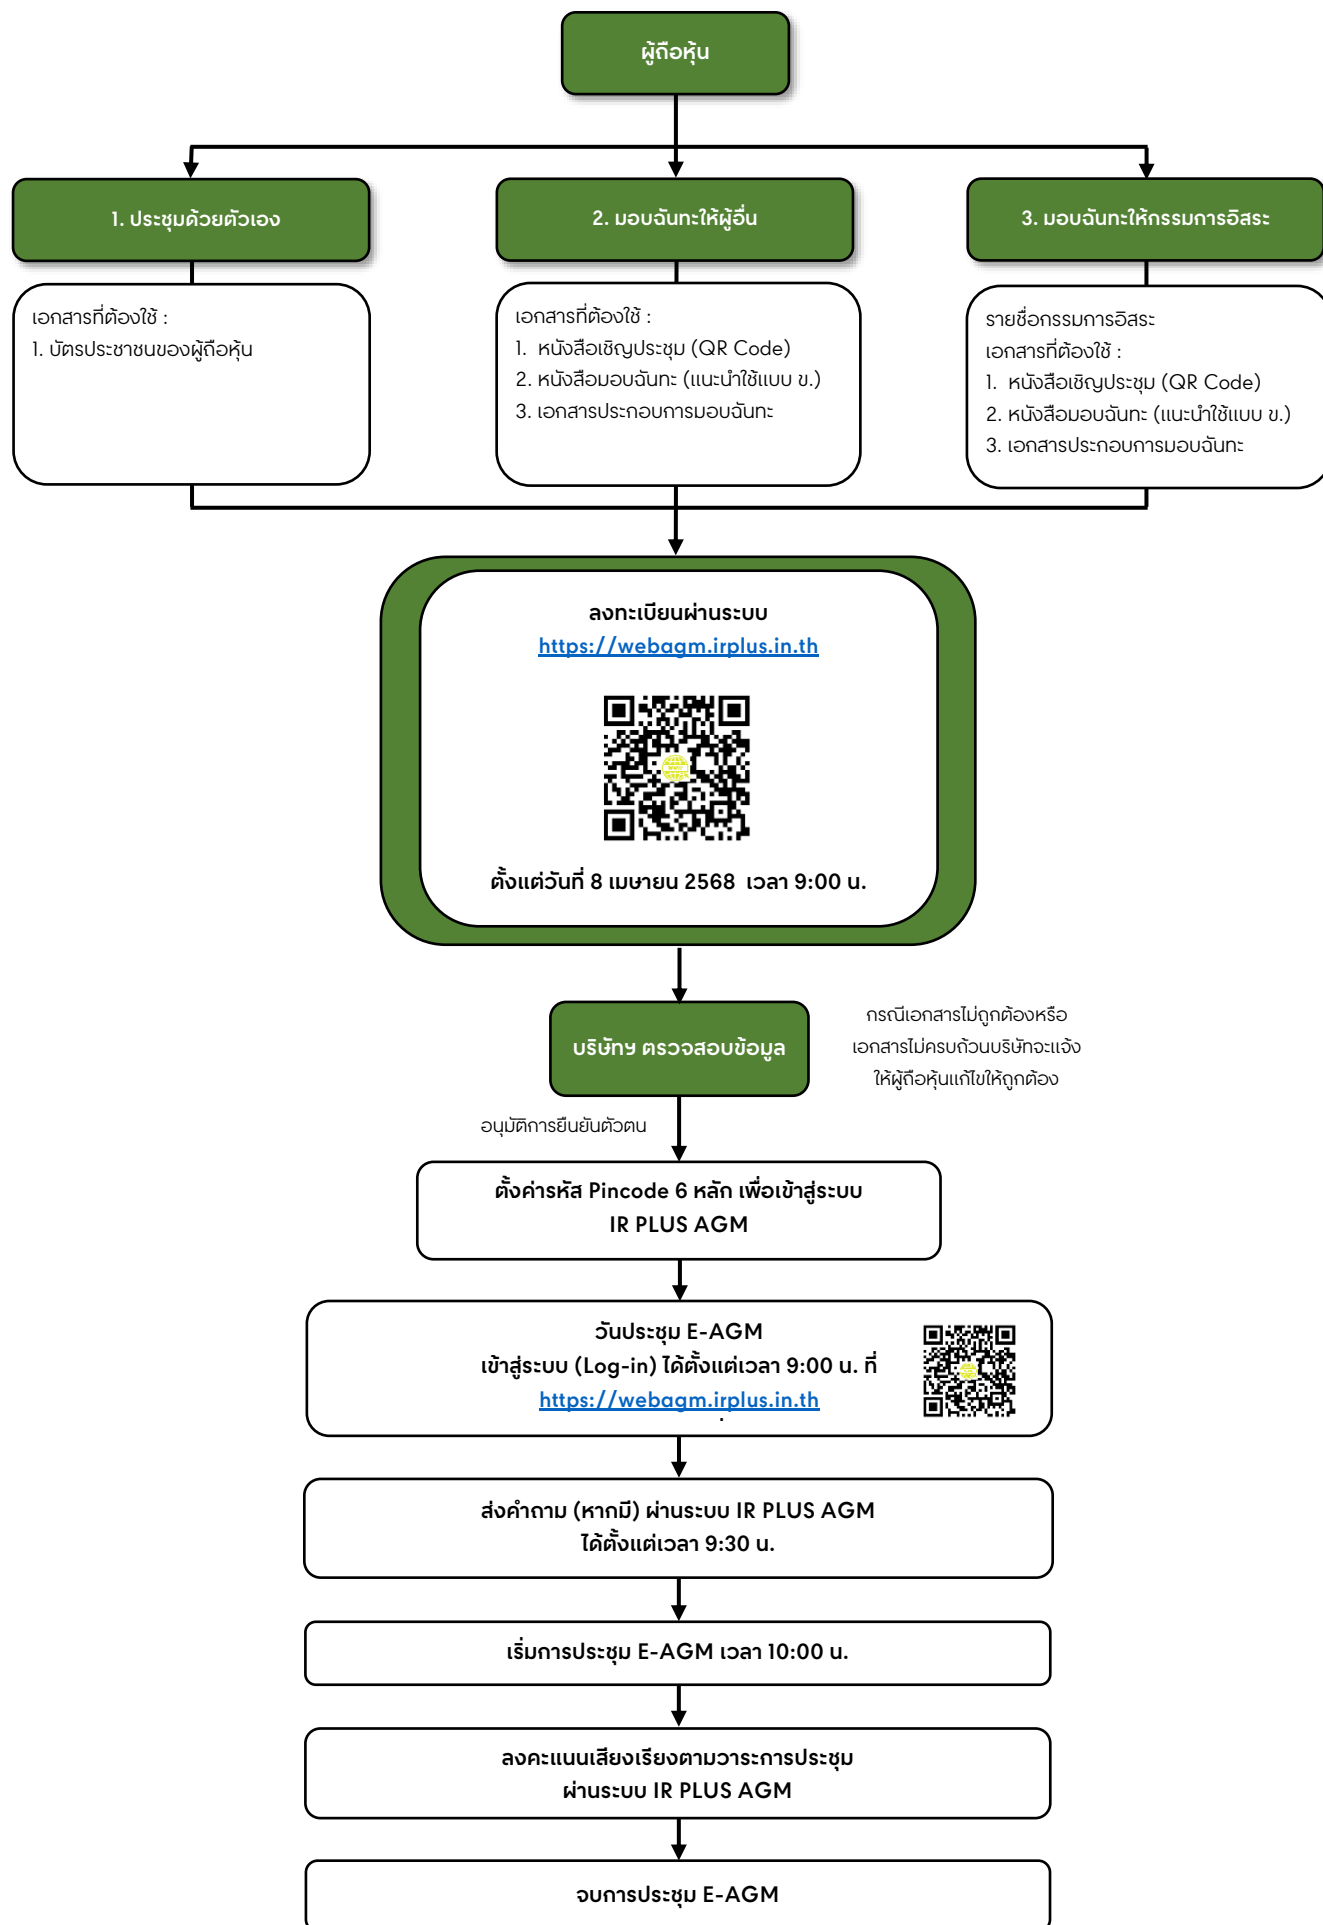 ผู้ถือหุ้น
1. ประชุมด้วยตัวเอง
2. มอบฉันทะให้ผู้อื่น
3. มอบฉันทะให้กรรมการอิสระ
เอกสารที่ต้องใช้ :
1. บัตรประชาชนของผู้ถือหุ้น
เอกสารที่ต้องใช้ :
1. หนังสือเชิญประชุม (QR Code)
2. หนังสือมอบฉันทะ (แนะนำใช้แบบ ข.)
3. เอกสารประกอบการมอบฉันทะ
รายชื่อกรรมการอิสระ
เอกสารที่ต้องใช้ :
1. หนังสือเชิญประชุม (QR Code)
2. หนังสือมอบฉันทะ (แนะนำใช้แบบ ข.)
3. เอกสารประกอบการมอบฉันทะ
ลงทะเบียนผ่านระบบ
https://webagm.irplus.in.th
ตั้งแต่วันที่ 8 เมษายน 2568 เวลา 9:00 น.
บริษัทฯ ตรวจสอบข้อมูล
กรณีเอกสารไม่ถูกต้องหรือ
เอกสารไม่ครบถ้วนบริษัทจะแจ้ง
ให้ผู้ถือหุ้นแก้ไขให้ถูกต้อง
อนุมัติการยืนยันตัวตน
ตั้งค่ารหัส Pincode 6 หลัก เพื่อเข้าสู่ระบบ
IR PLUS AGM
วันประชุม E-AGM
เข้าสู่ระบบ (Log-in) ได้ตั้งแต่เวลา 9:00 น. ที่
https://webagm.irplus.in.th
ส่งคำถาม (หากมี) ผ่านระบบ IR PLUS AGM
ได้ตั้งแต่เวลา 9:30 น.
เริ่มการประชุม E-AGM เวลา 10:00 น.
ลงคะแนนเสียงเรียงตามวาระการประชุม
ผ่านระบบ IR PLUS AGM
จบการประชุม E-AGM